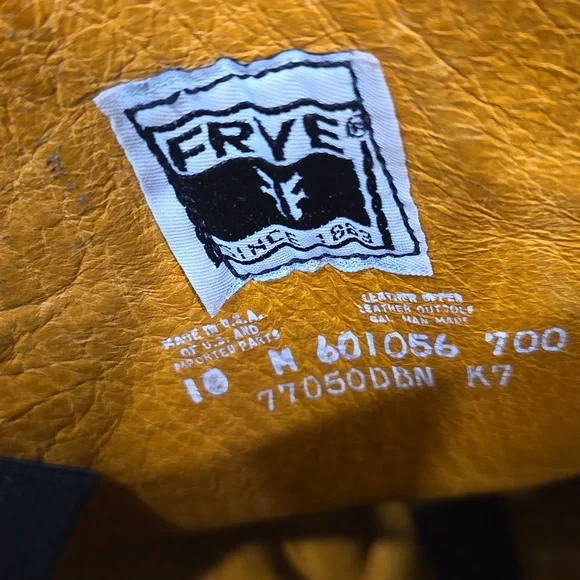 FRYE®
SINCE 1863
MADE IN U.S.A.
OF U.S. AND
IMPORTED PARTS
LEATHER UPPER
LEATHER OUTSOLE
BAL MAN MADE
10 M 601056 700
77050DBN K7